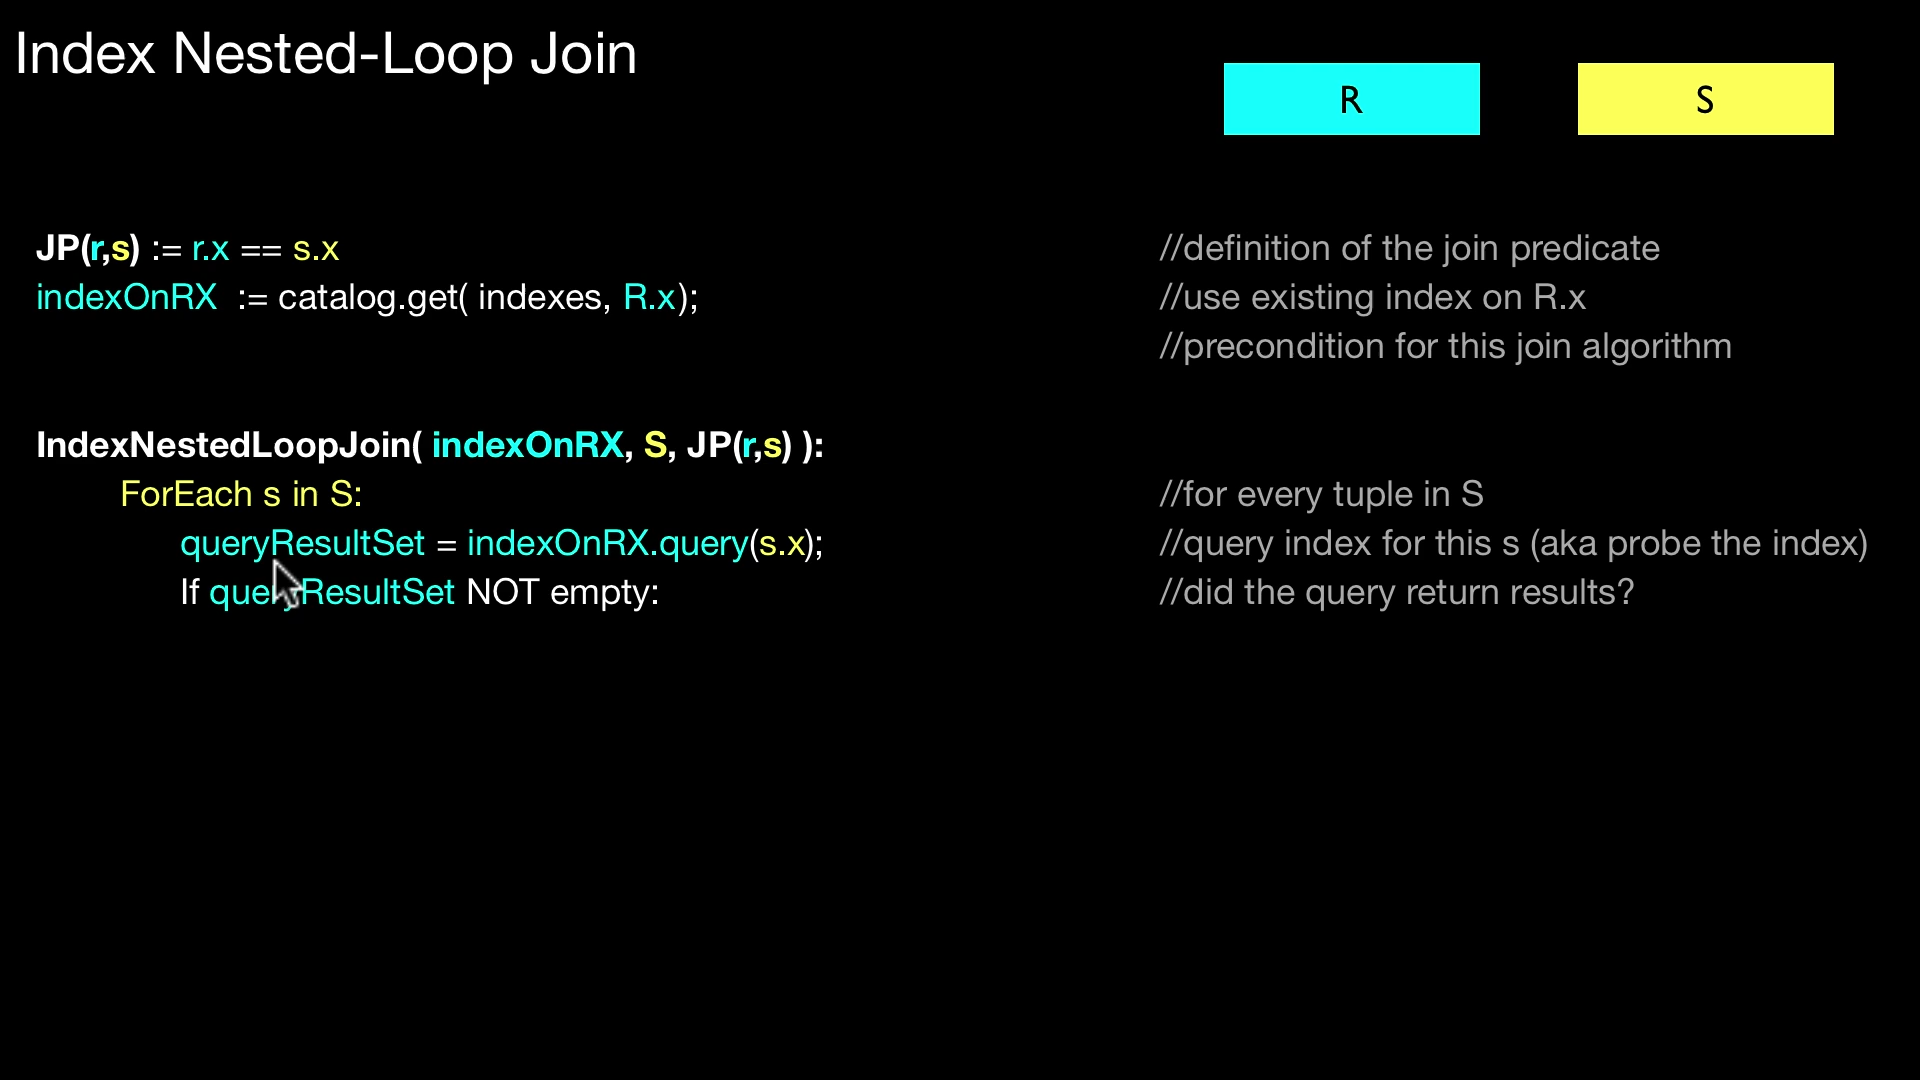 Index Nested-Loop Join
R
S
JP(r,s) := r.x == s.x
//definition of the join predicate
indexOnRX := catalog.get( indexes, R.x);
//use existing index on R.x
//precondition for this join algorithm
IndexNestedLoopJoin( indexOnRX, S, JP(r,s) ):
ForEach s in S:
//for every tuple in S
queryResultSet = indexOnRX.query(s.x);
//query index for this s (aka probe the index)
If queryResultSet NOT empty:
//did the query return results?